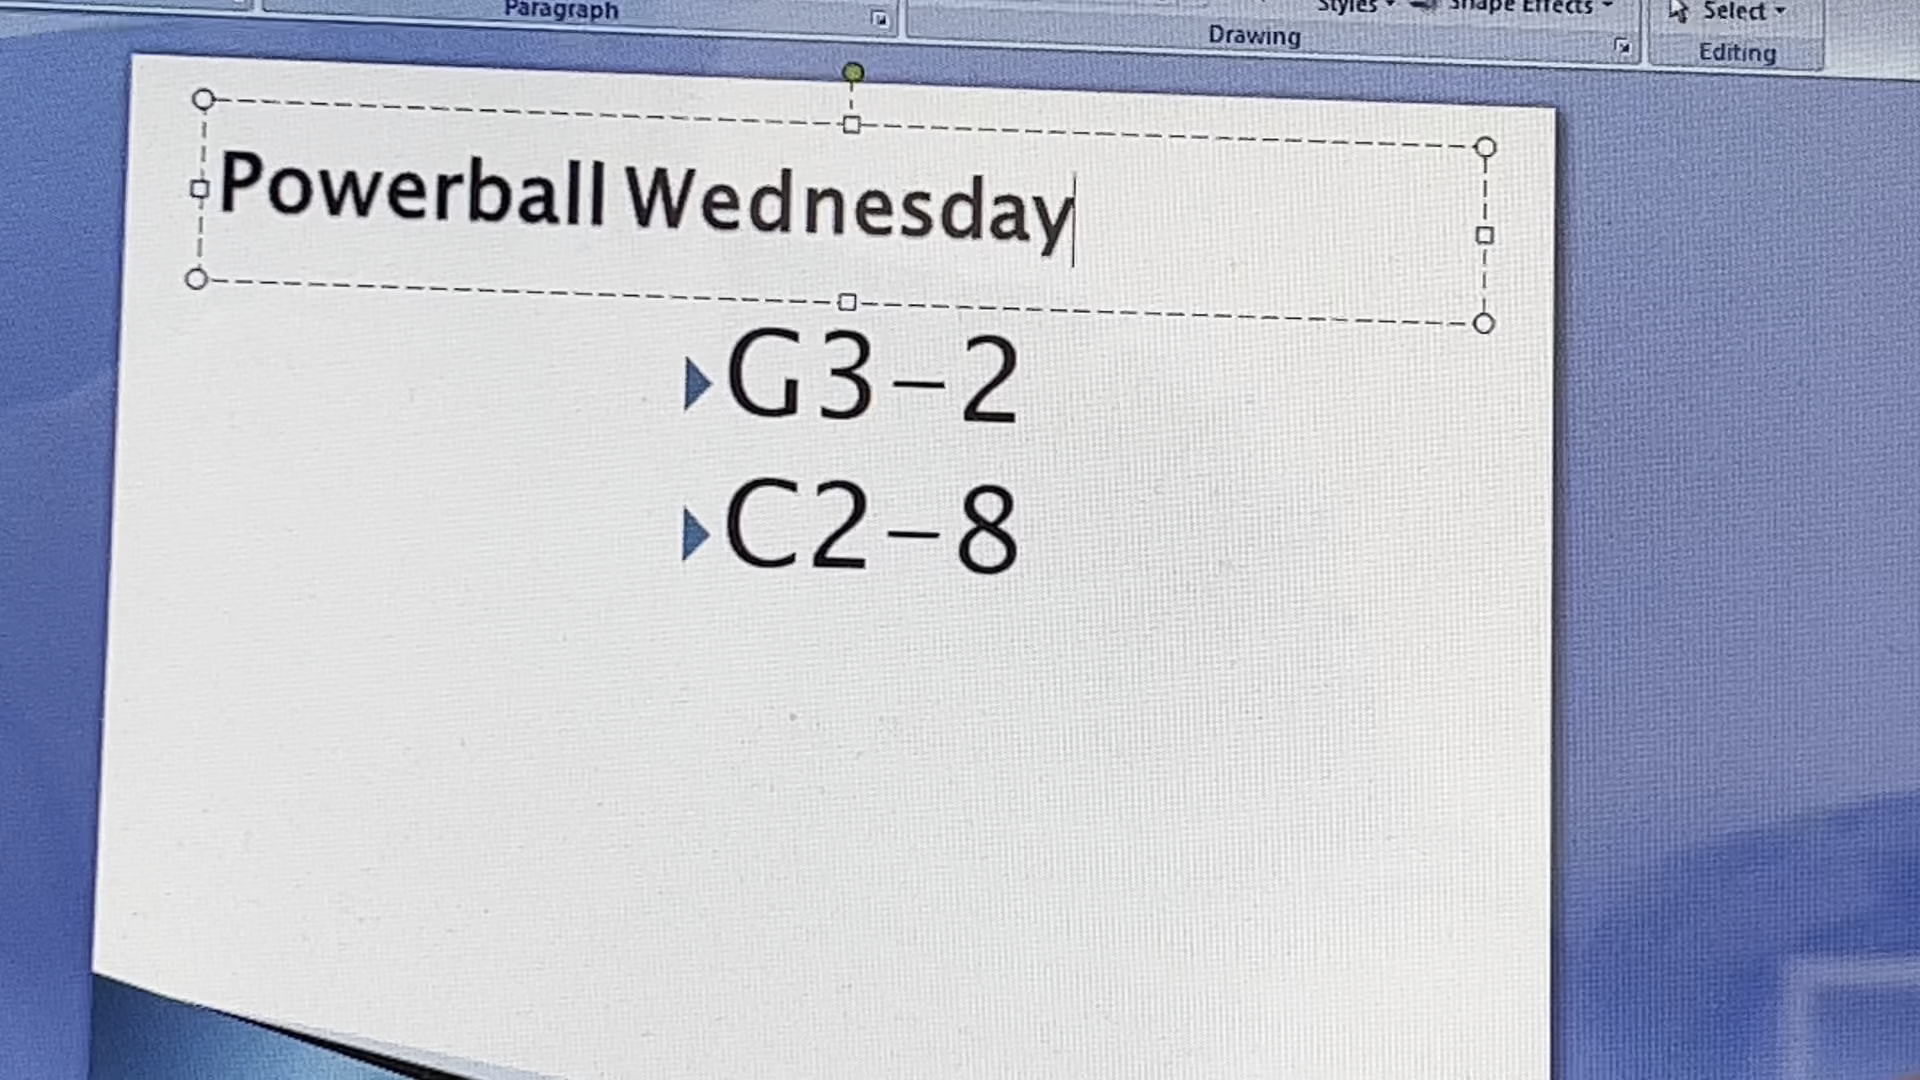 Paragraph
Drawing
Styles
Shape Effects
Select
Editing
Powerball Wednesday
G3-2
C2-8